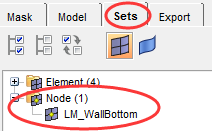 Mask Model Sets Export
Element (4)
Node (1)
LM_WallBottom